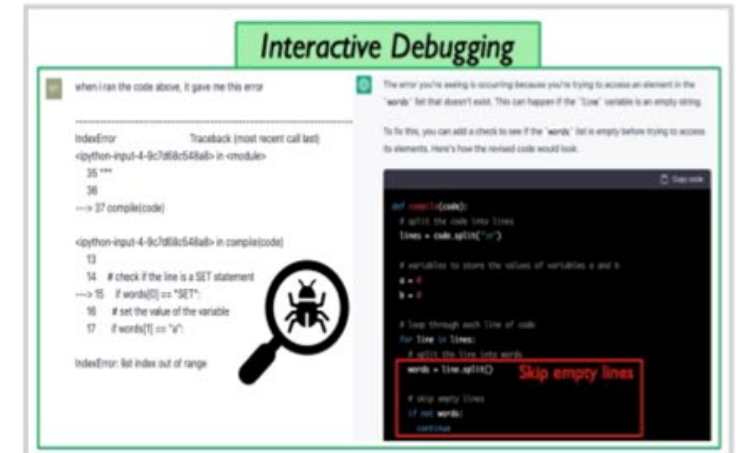 Interactive Debugging
when i ran the code above, it gave me this error
IndexError Traceback (most recent call last)
<ipython-input-4-9c7d68c548a8> in <module>
35 """
36
---> 37 compile(code)
<ipython-input-4-9c7d68c548a8> in compile(code)
13
14 # check if the line is a SET statement
---> 15 if words[0] == "SET":
16 # set the value of the variable
17 if words[1] == "a":
IndexError: list index out of range
The error you're seeing is occurring because you're trying to access an element in the
`words` list that doesn't exist. This can happen if the `line` variable is an empty string.
To fix this, you can add a check to see if the `words` list is empty before trying to access
its elements. Here's how the revised code would look:
Copy code
def compile(code):
# split the code into lines
lines = code.split("\n")
# variables to store the values of variables a and b
a = 0
b = 0
# loop through each line of code
for line in lines:
# split the line into words
words = line.split()
Skip empty lines
# skip empty lines
if not words:
continue